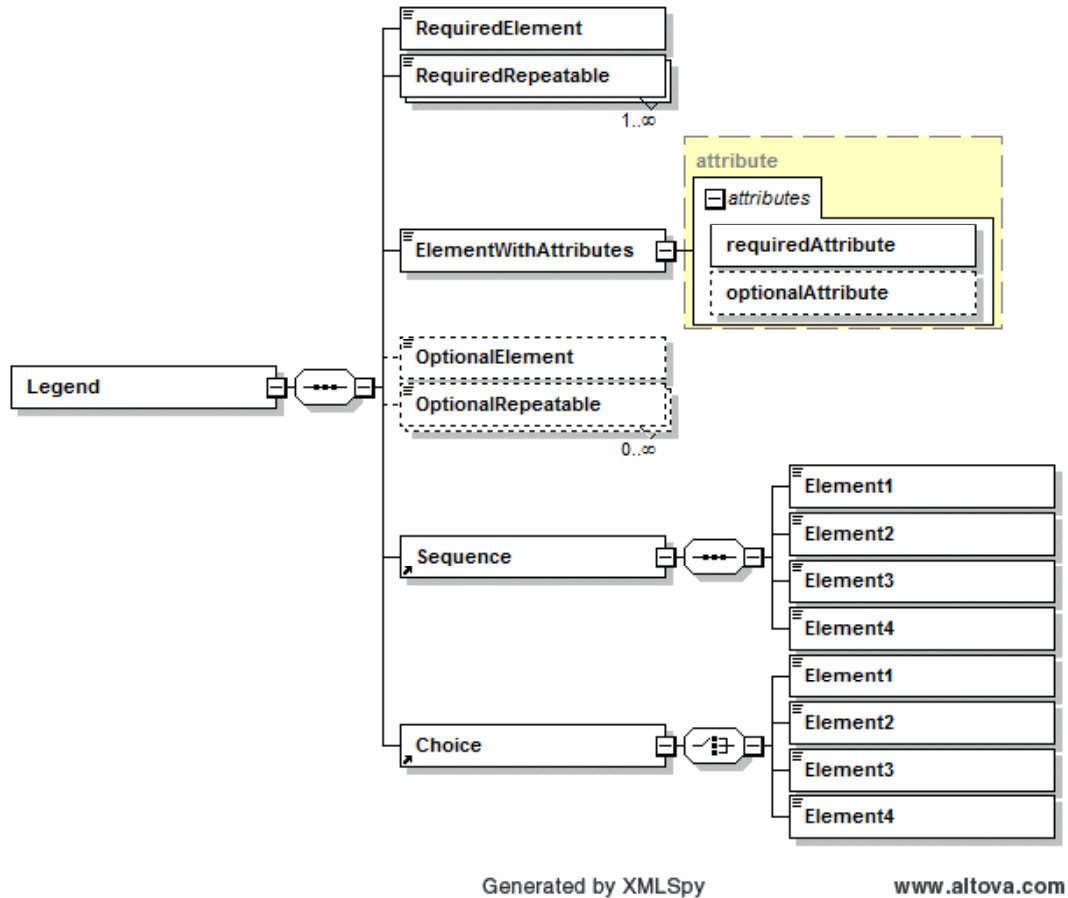 RequiredElement
RequiredRepeatable
1..∞
attribute
attributes
ElementWithAttributes
requiredAttribute
optionalAttribute
OptionalElement
Legend
OptionalRepeatable
0..∞
Element1
Element2
Sequence
Element3
Element4
Element1
Element2
Choice
Element3
Element4
Generated by XMLSpy
www.altova.com